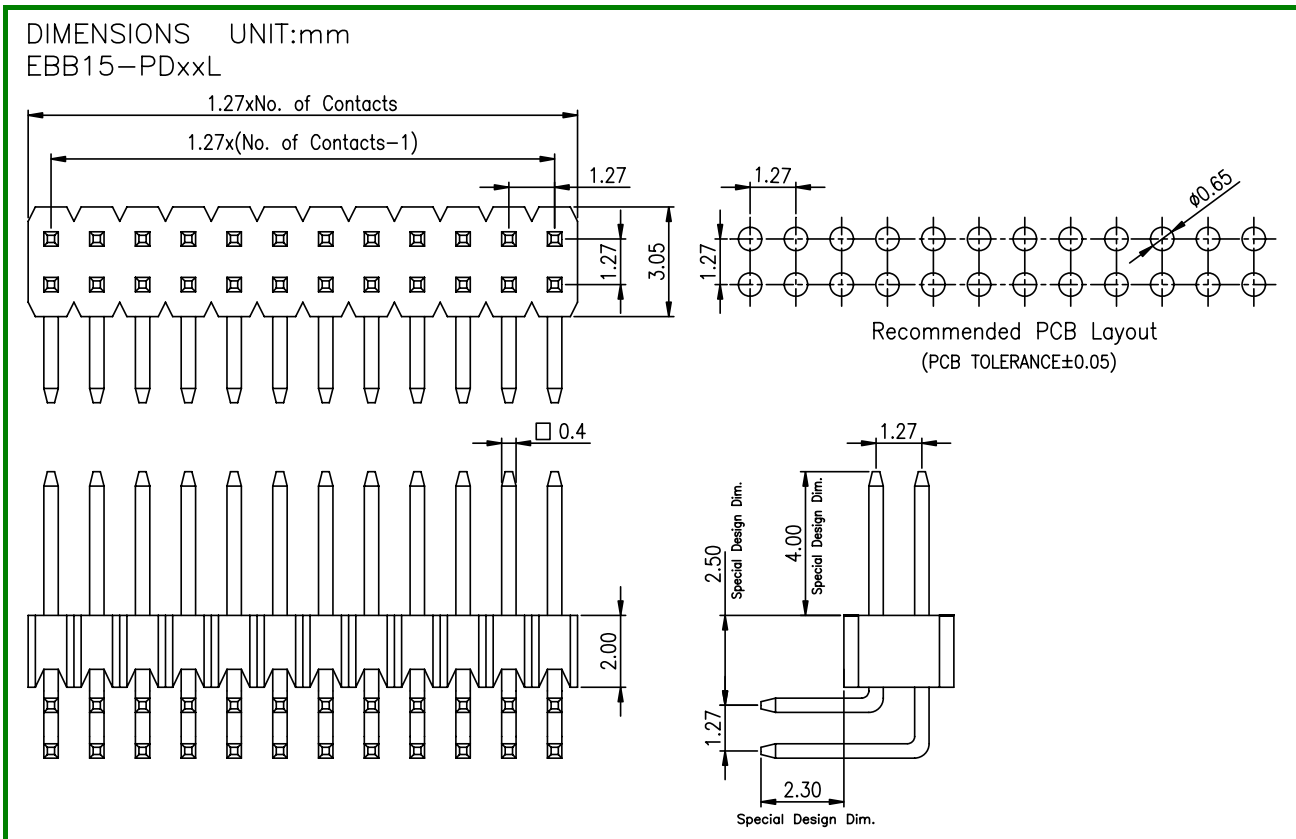 DIMENSIONS UNIT:mm
EBB15-PDxxL
1.27xNo. of Contacts
1.27x(No. of Contacts-1)
1.27
1.27
3.05
1.27
ø0.65
1.27
Recommended PCB Layout
(PCB TOLERANCE±0.05)
□ 0.4
2.00
1.27
2.50
Special Design Dim.
4.00
Special Design Dim.
1.27
2.30
Special Design Dim.